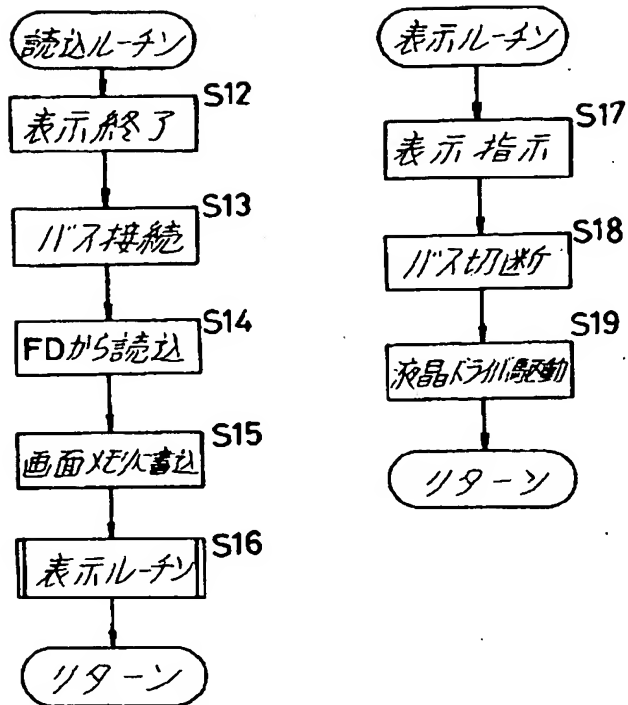 読込ルーチン
S12
表示終了
S13
バス接続
S14
FDから読込
S15
画面メモリに書込
S16
表示ルーチン
リターン
表示ルーチン
S17
表示指示
S18
バス切断
S19
液晶ドライバ駆動
リターン